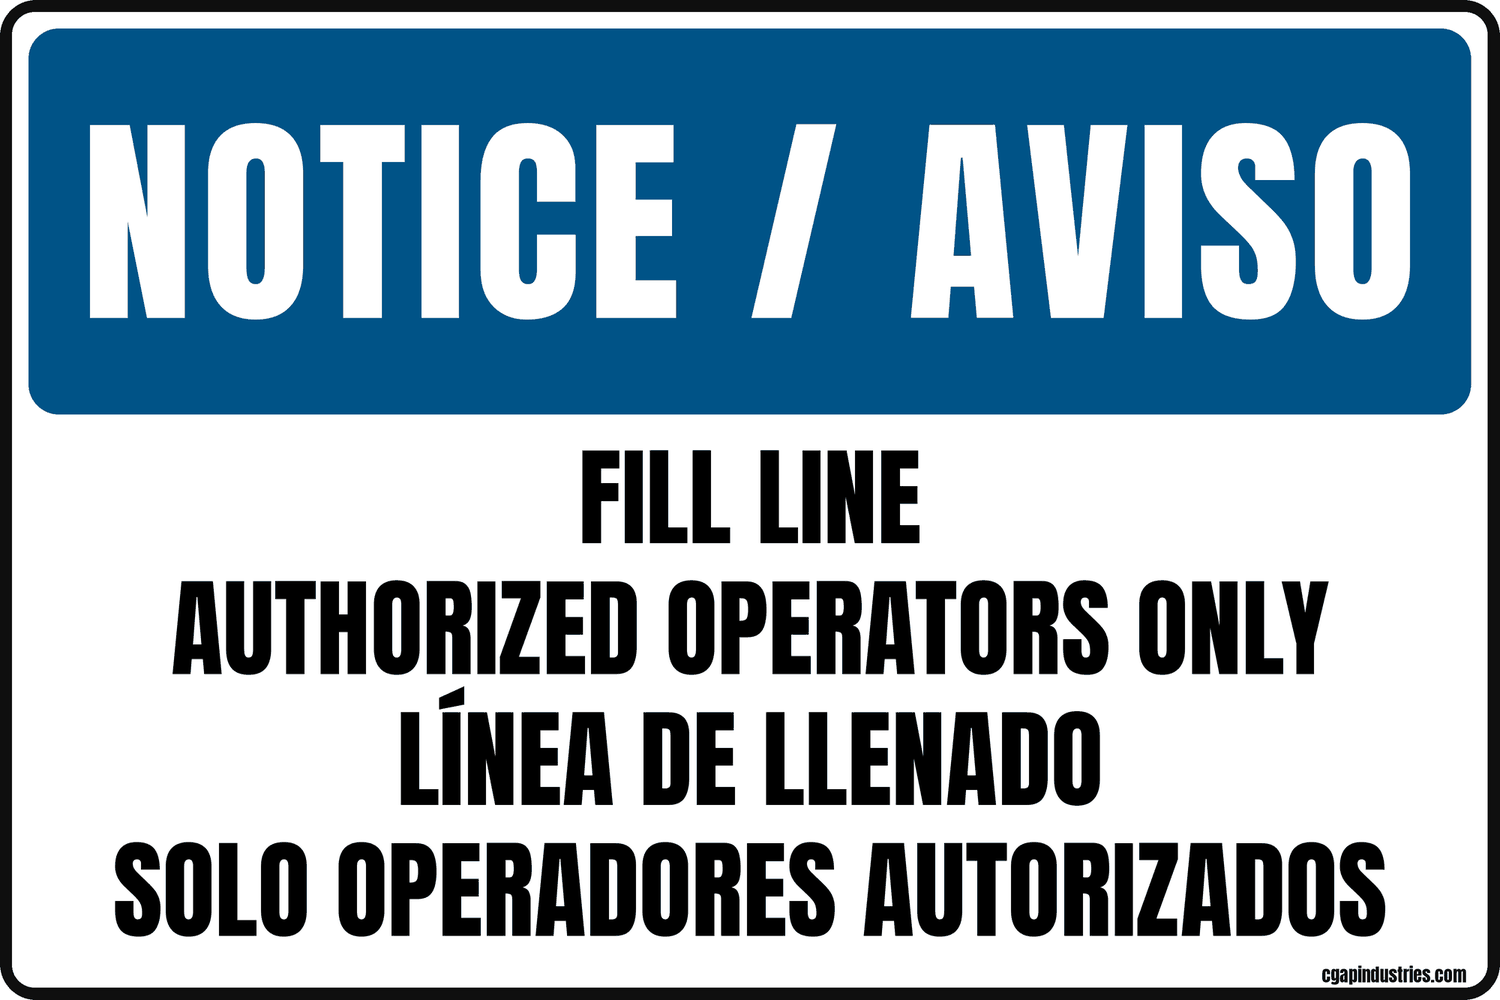 NOTICE / AVISO
FILL LINE
AUTHORIZED OPERATORS ONLY
LÍNEA DE LLENADO
SOLO OPERADORES AUTORIZADOS
cgapindustries.com